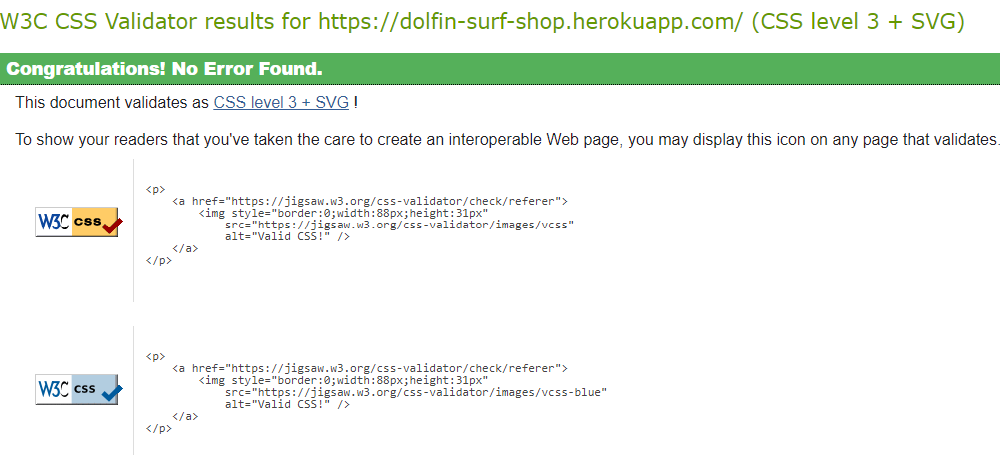 W3C CSS Validator results for https://dolfin-surf-shop.herokuapp.com/ (CSS level 3 + SVG)
Congratulations! No Error Found.
This document validates as CSS level 3 + SVG !
To show your readers that you've taken the care to create an interoperable Web page, you may display this icon on any page that validates.
W3C css
<p>
    <a href="https://jigsaw.w3.org/css-validator/check/referer">
        <img style="border:0;width:88px;height:31px"
            src="https://jigsaw.w3.org/css-validator/images/vcss"
            alt="Valid CSS!" />
    </a>
</p>
W3C css
<p>
    <a href="https://jigsaw.w3.org/css-validator/check/referer">
        <img style="border:0;width:88px;height:31px"
            src="https://jigsaw.w3.org/css-validator/images/vcss-blue"
            alt="Valid CSS!" />
    </a>
</p>